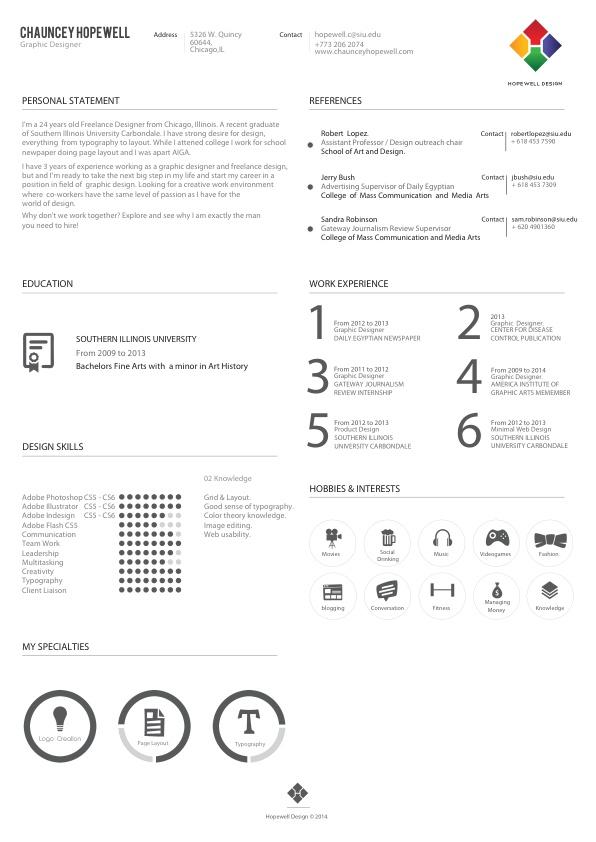 CHAUNCEY HOPEWELL
Graphic Designer
Address
5326 W. Quincy
60644,
Chicago,IL
Contact
hopewell.c@siu.edu
+773 206 2074
www.chaunceyhopewell.com
HOPEWELL DESIGN
PERSONAL STATEMENT
I'm a 24 years old Freelance Designer from Chicago, Illinois. A recent graduate
of Southern Illinois University Carbondale. I have strong desire for design,
everything from typography to layout. While I attened college I work for school
newpaper doing page layout and I was apart AIGA.
I have 3 years of experience working as a graphic designer and freelance design,
but and I'm ready to take the next big step in my life and start my career in a
position in field of graphic design. Looking for a creative work environment
where co-workers have the same level of passion as I have for the
world of design.
Why don't we work together? Explore and see why I am exactly the man
you need to hire!
REFERENCES
Robert Lopez.
Assistant Professor / Design outreach chair
School of Art and Design.
Contact
robertlopez@siu.edu
+ 618 453 7590
Jerry Bush
Advertising Supervisor of Daily Egyptian
College of Mass Communication and Media Arts
Contact
jbush@siu.edu
+ 618 453 7309
Sandra Robinson
Gateway Journalism Review Supervisor
College of Mass Communication and Media Arts
Contact
sam.robinson@siu.edu
+ 620 4901360
EDUCATION
SOUTHERN ILLINOIS UNIVERSITY
From 2009 to 2013
Bachelors Fine Arts with a minor in Art History
WORK EXPERIENCE
1
From 2012 to 2013
Graphic Designer
DAILY EGYPTIAN NEWSPAPER
2
2013
Graphic Designer
CENTER FOR DISEASE
CONTROL PUBLICATION
3
From 2011 to 2012
Graphic Designer
GATEWAY JOURNALISM
REVIEW INTERNSHIP
4
From 2009 to 2014
Graphic Designer
AMERICA INSTITUTE OF
GRAPHIC ARTS MEMEMBER
5
From 2012 to 2013
Product Design
SOUTHERN ILLINOIS
UNIVERSITY CARBONDALE
6
From 2012 to 2013
Minimal Web Design
SOUTHERN ILLINOIS
UNIVERSITY CARBONDALE
DESIGN SKILLS
Adobe Photoshop CS5 - CS6
Adobe Illustrator CS5 - CS6
Adobe Indesign CS5 - CS6
Adobe Flash CS5
Communication
Team Work
Leadership
Multitasking
Creativity
Typography
Client Liaison
02 Knowledge
Grid & Layout.
Good sense of typography.
Color theory knowledge.
Image editing.
Web usability.
HOBBIES & INTERESTS
Movies
Social
Drinking
Music
Videogames
Fashion
blogging
Conversation
Fitness
$
Managing
Money
Knowledge
MY SPECIALTIES
Logo Creation
Page Layout
T
Typography
Hopewell Design © 2014